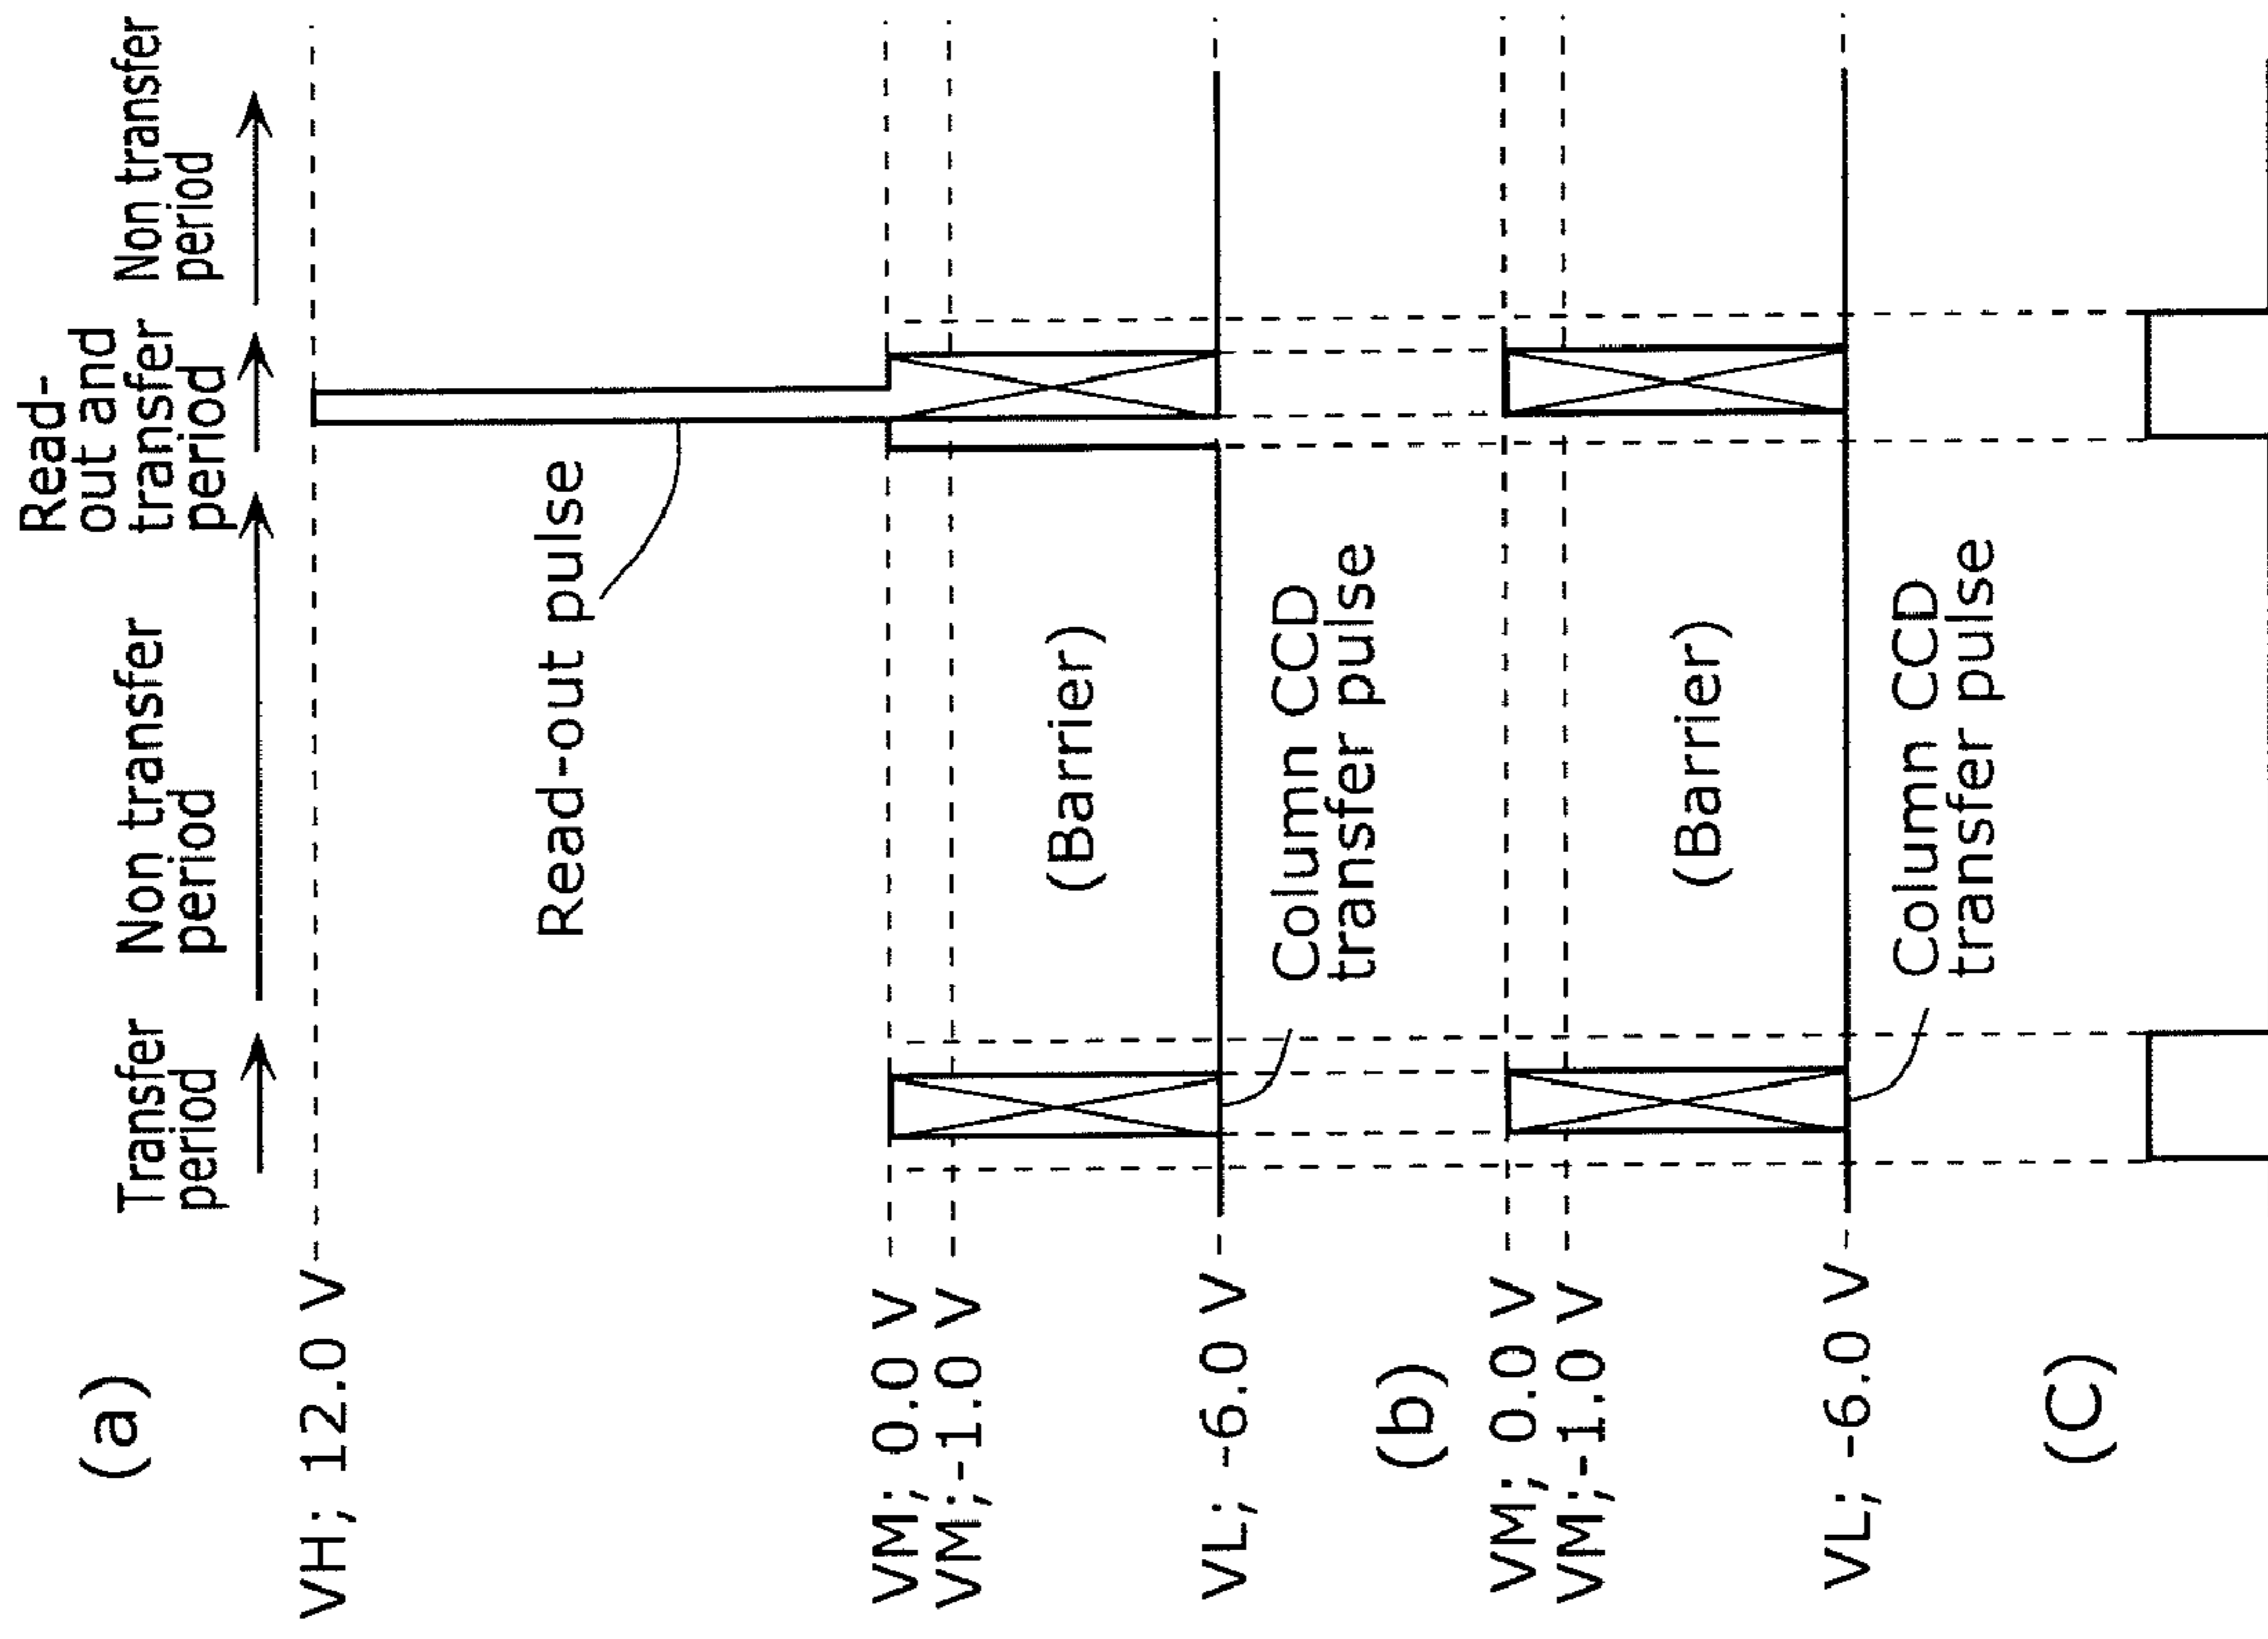 (a)
Transfer
period
Non transfer
period
Read-
out and
transfer
period
Non transfer
period
VH; 12.0 V
Read-out pulse
VM; 0.0 V
VM;-1.0 V
(Barrier)
VL; -6.0 V
Column CCD
transfer pulse
(b)
VM; 0.0 V
VM;-1.0 V
(Barrier)
VL; -6.0 V
Column CCD
transfer pulse
(C)